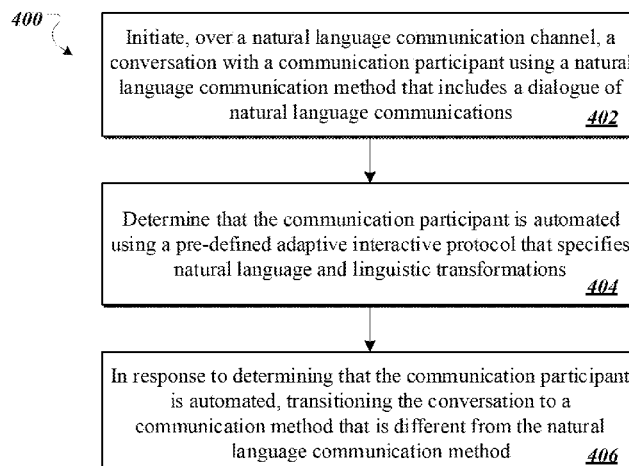 400
Initiate, over a natural language communication channel, a
conversation with a communication participant using a natural
language communication method that includes a dialogue of
natural language communications
402
Determine that the communication participant is automated
using a pre-defined adaptive interactive protocol that specifies
natural language and linguistic transformations
404
In response to determining that the communication participant
is automated, transitioning the conversation to a
communication method that is different from the natural
language communication method
406